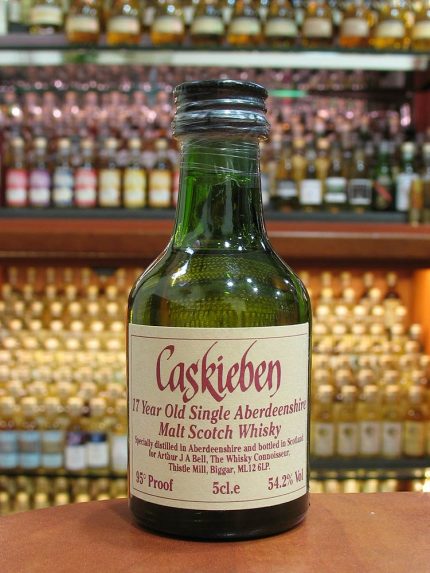 Caskieben
17 Year Old Single Aberdeenshire
Malt Scotch Whisky
Specially distilled in Aberdeenshire and bottled in Scotland
for Arthur J A Bell, The Whisky Connoisseur,
Thistle Mill, Biggar, ML12 6LP.
95° Proof 5cl.e 54.2% Vol